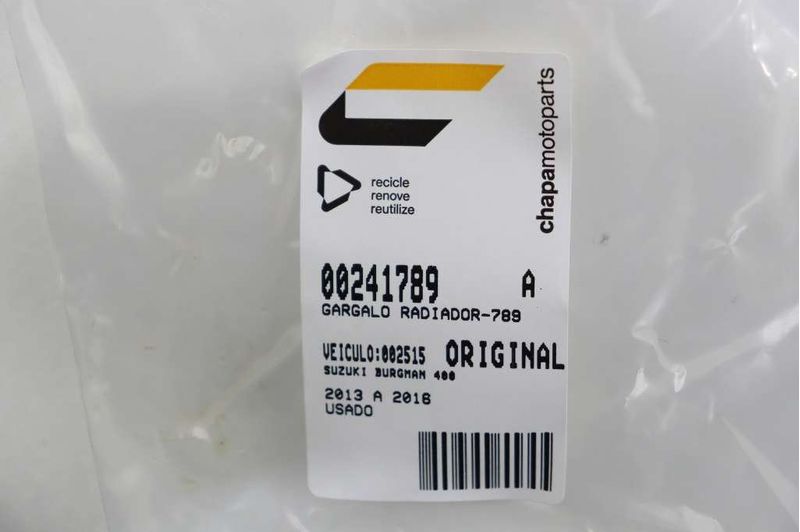 chapamotoparts
recicle
renove
reutilize
00241789 A
GARGALO RADIADOR-789
VEICULO:002515 ORIGINAL
SUZUKI BURGMAN 400
2013 A 2016
USADO